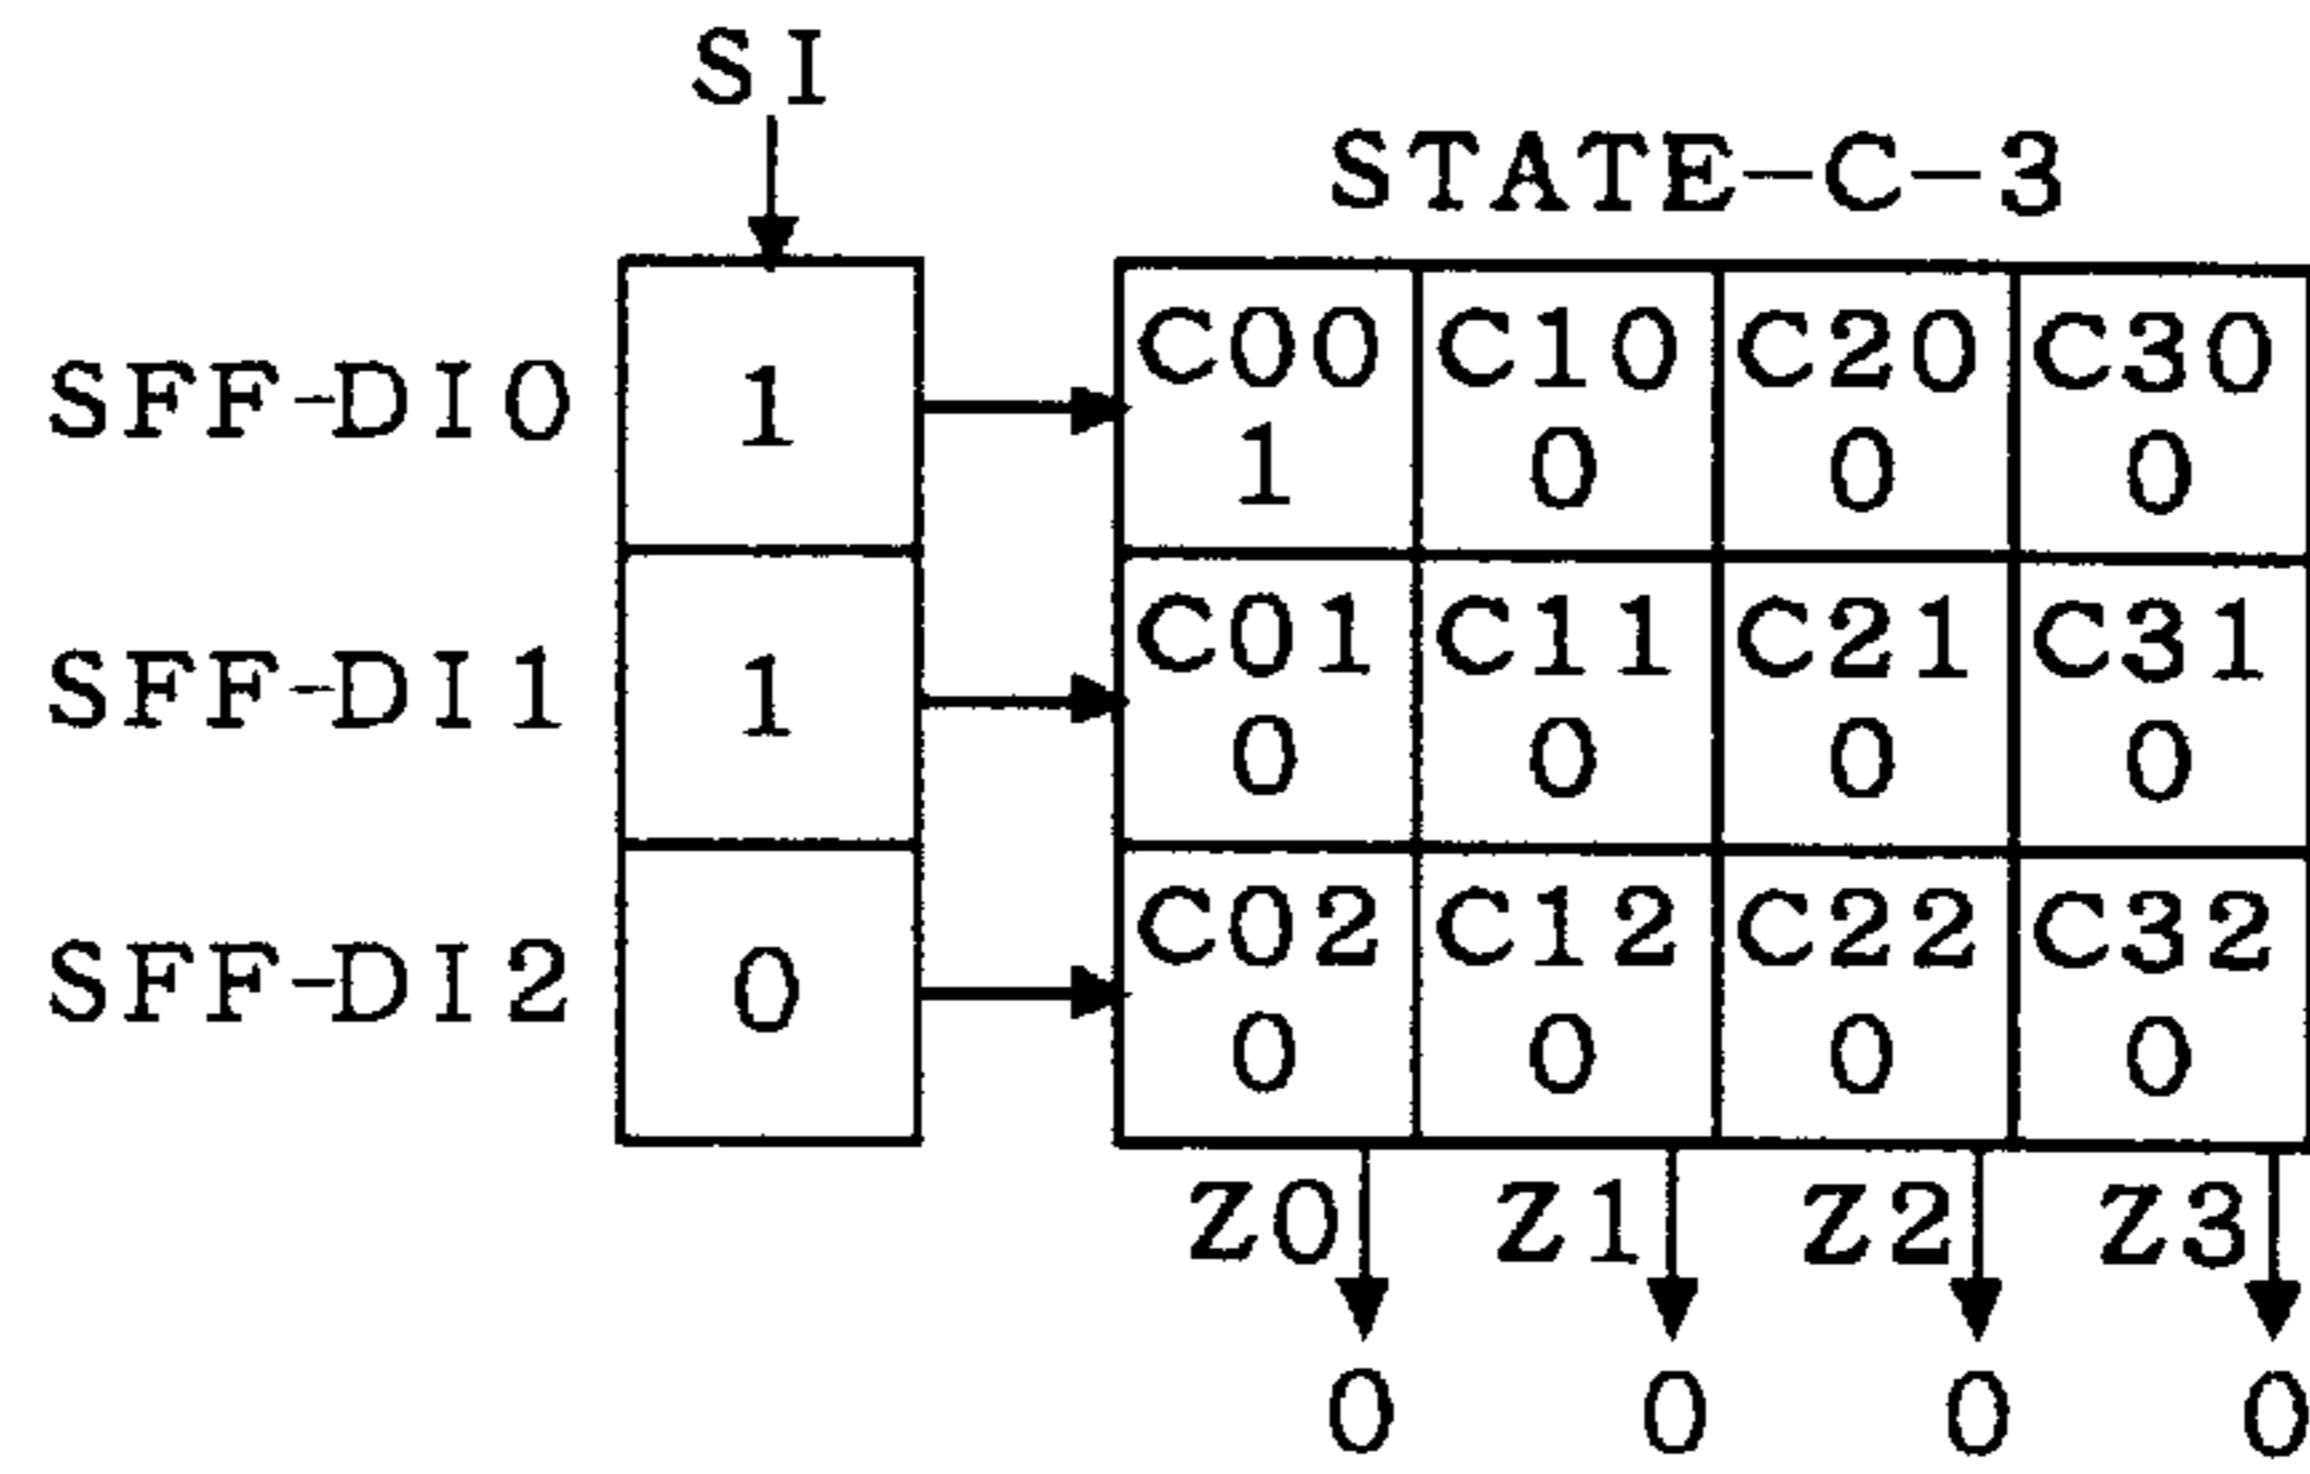 SI
STATE-C-3
SFF-DI0 1 C00 C10 C20 C30
1 0 0 0
SFF-DI1 1 C01 C11 C21 C31
0 0 0 0
SFF-DI2 0 C02 C12 C22 C32
0 0 0 0
Z0 Z1 Z2 Z3
0 0 0 0